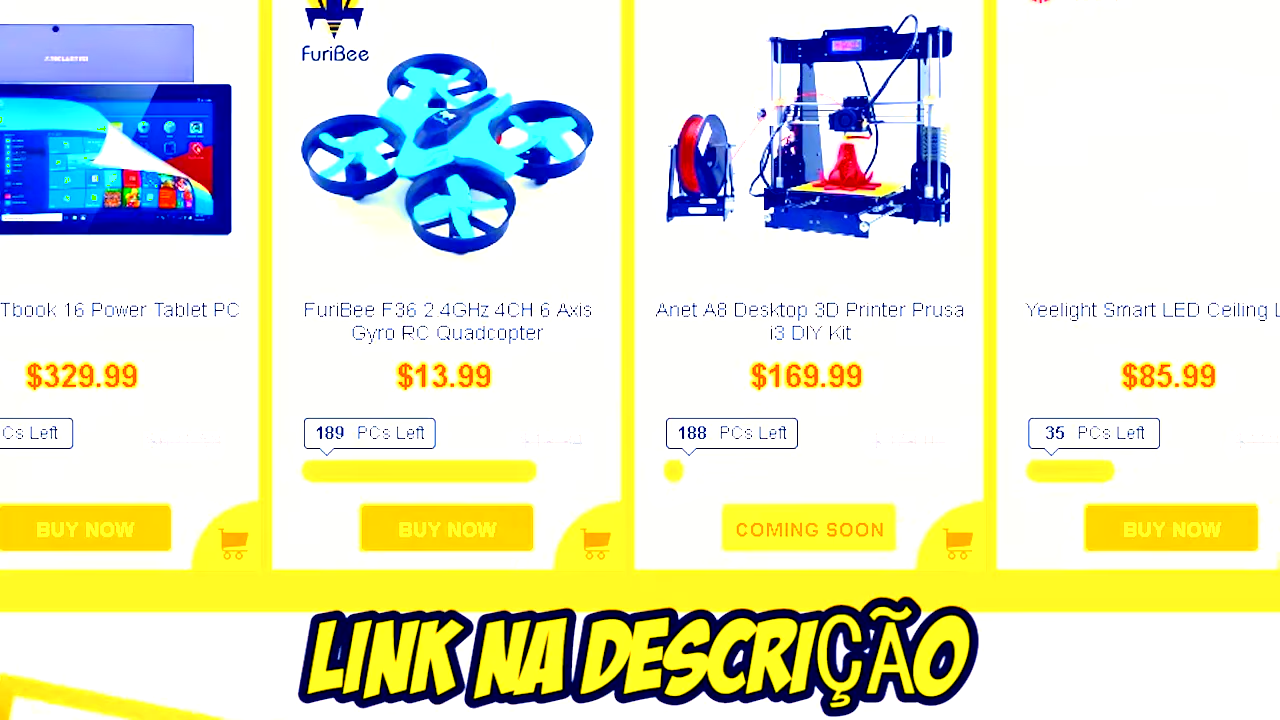 FuriBee
Tbook 16 Power Tablet PC
$329.99
PCs Left
BUY NOW
FuriBee F36 2.4GHz 4CH 6 Axis
Gyro RC Quadcopter
$13.99
189 PCs Left
BUY NOW
Anet A8 Desktop 3D Printer Prusa
i3 DIY Kit
$169.99
188 PCs Left
COMING SOON
Yeelight Smart LED Ceiling L
$85.99
35 PCs Left
BUY NOW
LINK NA DESCRIÇÃO